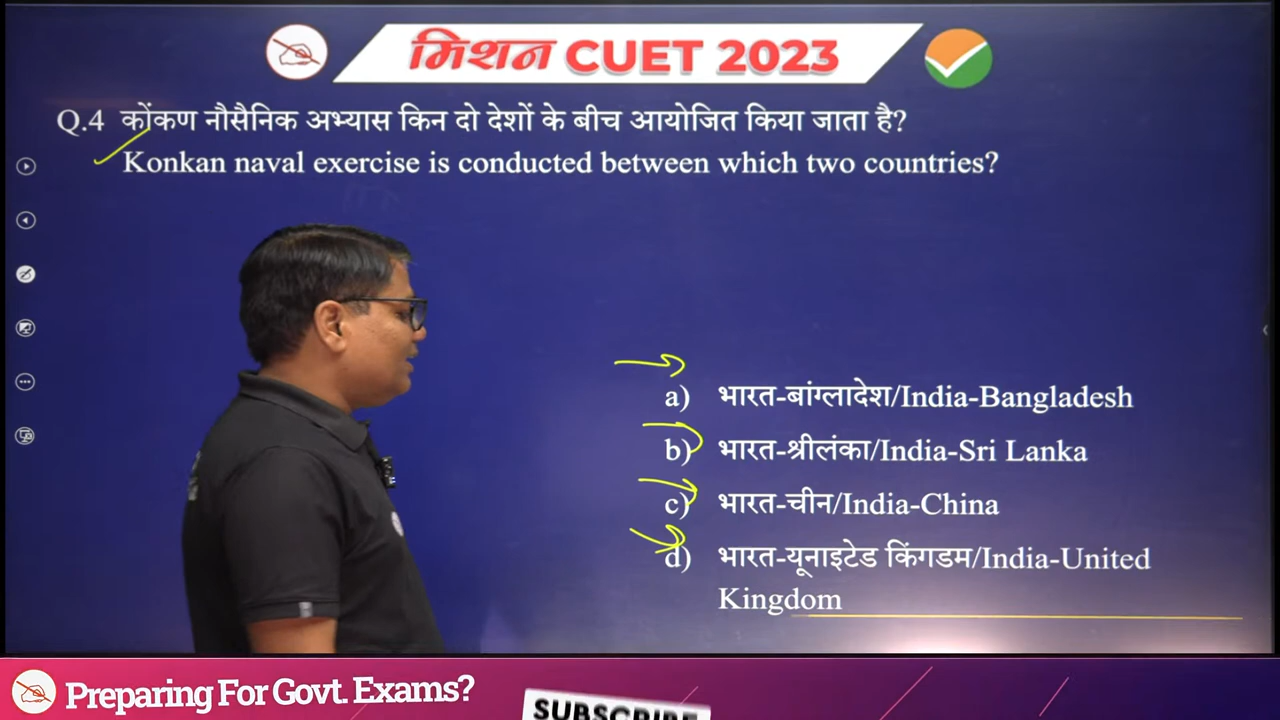 मिशन CUET 2023
Q.4 कोंकण नौसैनिक अभ्यास किन दो देशों के बीच आयोजित किया जाता है?
Konkan naval exercise is conducted between which two countries?
a) भारत-बांग्लादेश/India-Bangladesh
b) भारत-श्रीलंका/India-Sri Lanka
c) भारत-चीन/India-China
d) भारत-यूनाइटेड किंगडम/India-United
Kingdom
Preparing For Govt. Exams?
SUBSCRIBE